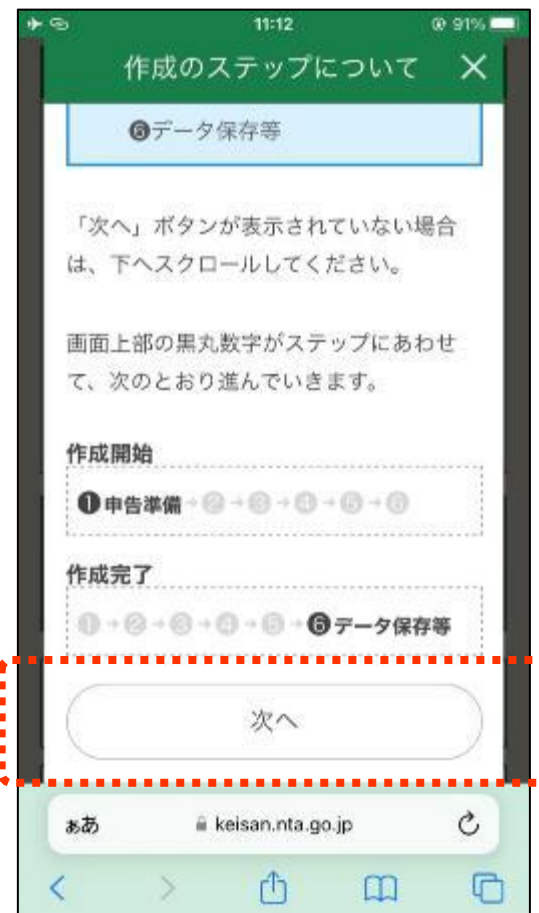 11:12
91%
作成のステップについて ×
❻データ保存等
「次へ」ボタンが表示されていない場合
は、下へスクロールしてください。
画面上部の黒丸数字がステップにあわせ
て、次のとおり進んでいきます。
作成開始
❶申告準備→❷→❸→❹→❺→❻
作成完了
❶→❷→❸→❹→❺→❻データ保存等
次へ
ぁあ keisan.nta.go.jp